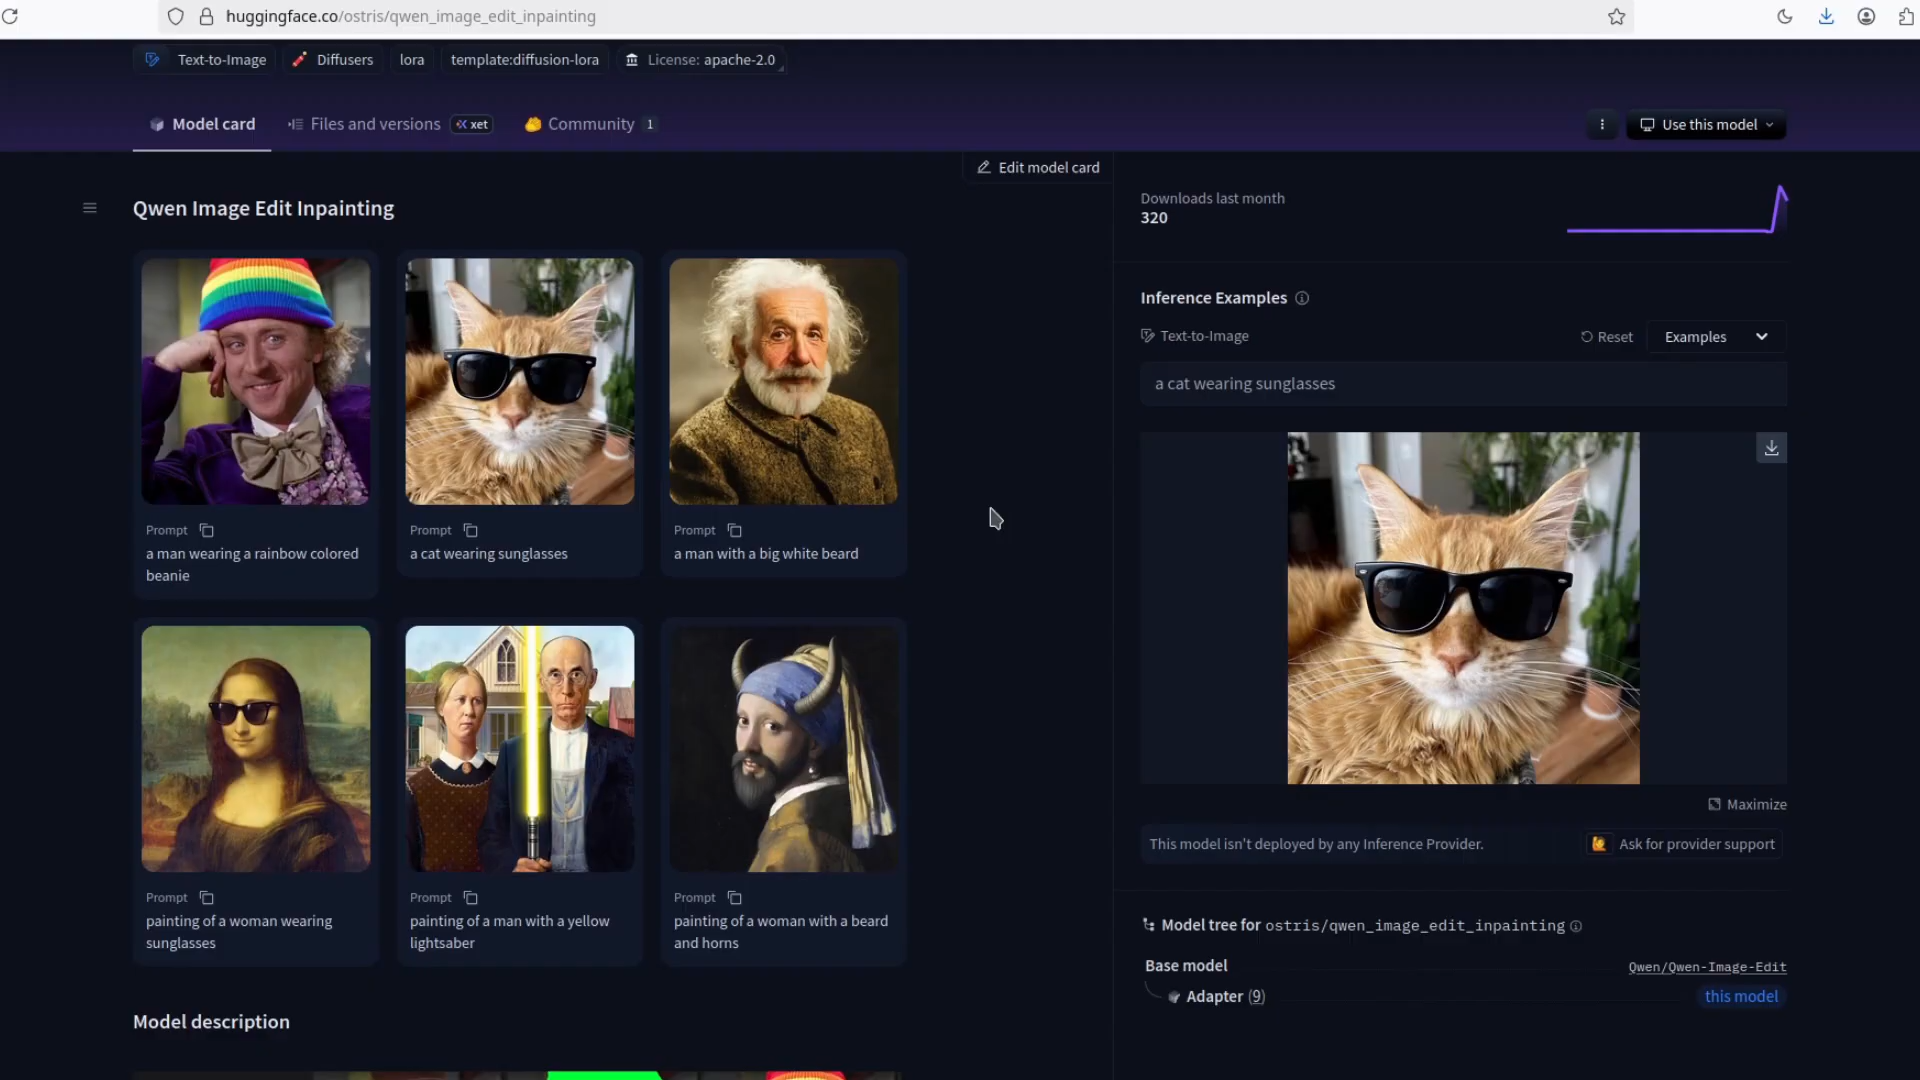 huggingface.co/ostris/qwen_image_edit_inpainting
Text-to-Image
Diffusers
lora
template:diffusion-lora
License: apache-2.0
Model card
Files and versions
xet
Community
1
Use this model
Edit model card
Qwen Image Edit Inpainting
Prompt
a man wearing a rainbow colored
beanie
Prompt
a cat wearing sunglasses
Prompt
a man with a big white beard
Prompt
painting of a woman wearing
sunglasses
Prompt
painting of a man with a yellow
lightsaber
Prompt
painting of a woman with a beard
and horns
Model description
Downloads last month
320
Inference Examples
Text-to-Image
Reset
Examples
a cat wearing sunglasses
Maximize
This model isn't deployed by any Inference Provider.
Ask for provider support
Model tree for ostris/qwen_image_edit_inpainting
Base model
Qwen/Qwen-Image-Edit
Adapter (9)
this model